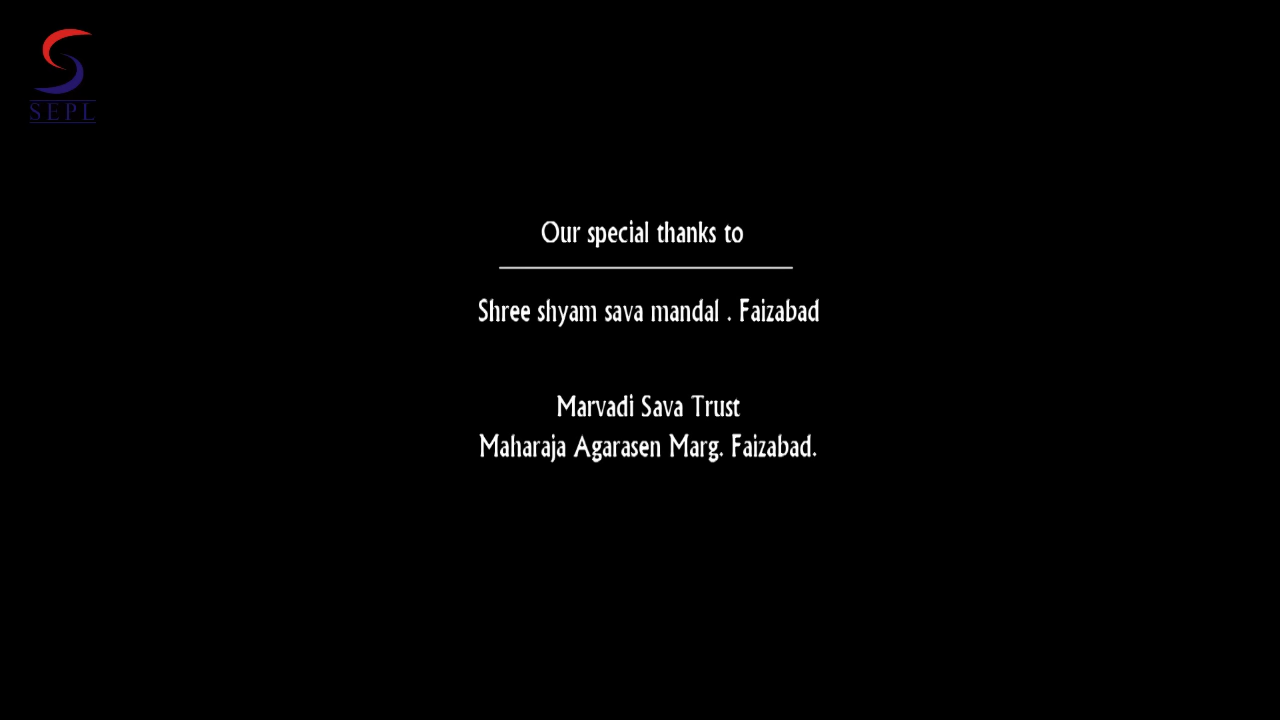 SEPL
Our special thanks to
Shree shyam sava mandal . Faizabad
Marvadi Sava Trust
Maharaja Agarasen Marg. Faizabad.